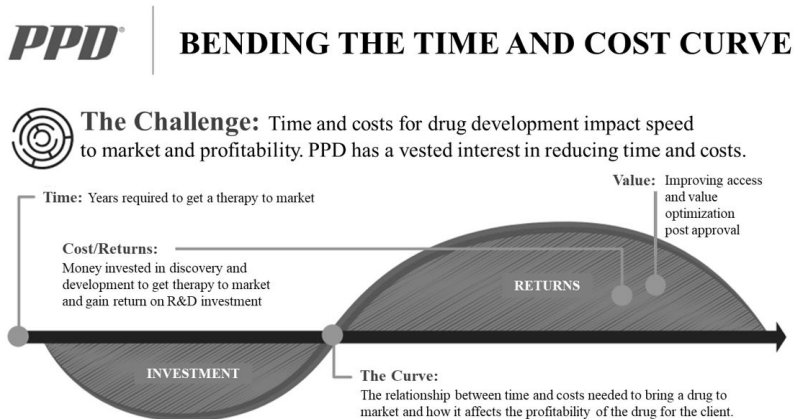 PPD®
BENDING THE TIME AND COST CURVE
The Challenge: Time and costs for drug development impact speed
to market and profitability. PPD has a vested interest in reducing time and costs.
Time: Years required to get a therapy to market
Value: Improving access
and value
optimization
post approval
Cost/Returns:
Money invested in discovery and
development to get therapy to market
and gain return on R&D investment
RETURNS
INVESTMENT
The Curve:
The relationship between time and costs needed to bring a drug to
market and how it affects the profitability of the drug for the client.